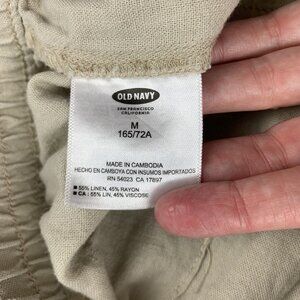 OLD NAVY
SAN FRANCISCO
CALIFORNIA
M
165/72A
MADE IN CAMBODIA
HECHO EN CAMBOYA CON INSUMOS IMPORTADOS
RN 54023 CA 17897
55% LINEN, 45% RAYON
CA : 55% LIN, 45% VISCOSE